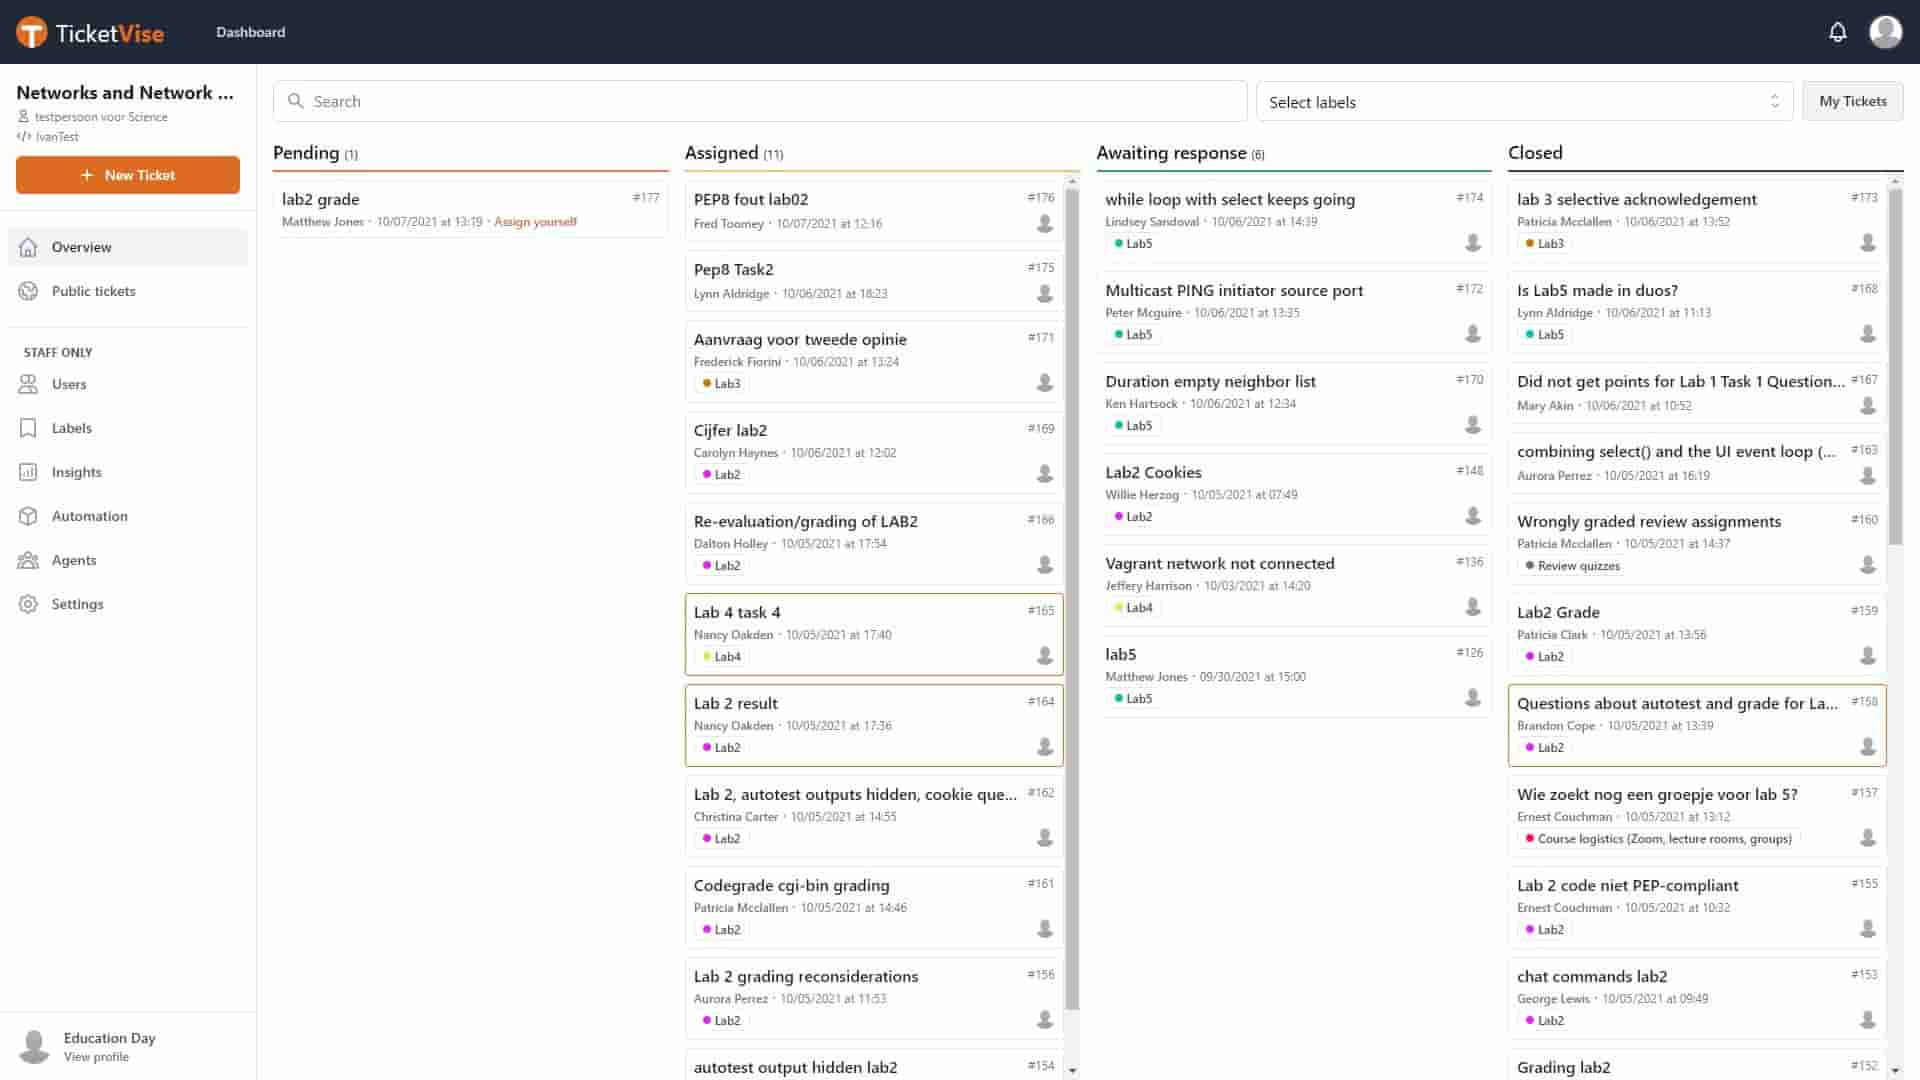 TicketVise
Dashboard
Networks and Network ...
testpersoon voor Science
IvanTest
+ New Ticket
Overview
Public tickets
STAFF ONLY
Users
Labels
Insights
Automation
Agents
Settings
Education Day
View profile
Search
Select labels
My Tickets
Pending (1)
lab2 grade #177
Matthew Jones · 10/07/2021 at 13:19 · Assign yourself
Assigned (11)
PEP8 fout lab02 #176
Fred Toomey · 10/07/2021 at 12:16
Pep8 Task2 #175
Lynn Aldridge · 10/06/2021 at 18:23
Aanvraag voor tweede opinie #171
Frederick Fiorini · 10/06/2021 at 13:24
Lab3
Cijfer lab2 #169
Carolyn Haynes · 10/06/2021 at 12:02
Lab2
Re-evaluation/grading of LAB2 #166
Dalton Holley · 10/05/2021 at 17:54
Lab2
Lab 4 task 4 #165
Nancy Oakden · 10/05/2021 at 17:40
Lab4
Lab 2 result #164
Nancy Oakden · 10/05/2021 at 17:36
Lab2
Lab 2, autotest outputs hidden, cookie que... #162
Christina Carter · 10/05/2021 at 14:55
Lab2
Codegrade cgi-bin grading #161
Patricia Mcclallen · 10/05/2021 at 14:46
Lab2
Lab 2 grading reconsiderations #156
Aurora Perrez · 10/05/2021 at 11:53
Lab2
autotest output hidden lab2 #154
Awaiting response (6)
while loop with select keeps going #174
Lindsey Sandoval · 10/06/2021 at 14:39
Lab5
Multicast PING initiator source port #172
Peter Mcguire · 10/06/2021 at 13:35
Lab5
Duration empty neighbor list #170
Ken Hartsock · 10/06/2021 at 12:34
Lab5
Lab2 Cookies #148
Willie Herzog · 10/05/2021 at 07:49
Lab2
Vagrant network not connected #136
Jeffery Harrison · 10/03/2021 at 14:20
Lab4
lab5 #126
Matthew Jones · 09/30/2021 at 15:00
Lab5
Closed
lab 3 selective acknowledgement #173
Patricia Mcclallen · 10/06/2021 at 13:52
Lab3
Is Lab5 made in duos? #168
Lynn Aldridge · 10/06/2021 at 11:13
Lab5
Did not get points for Lab 1 Task 1 Question... #167
Mary Akin · 10/06/2021 at 10:52
combining select() and the UI event loop (... #163
Aurora Perrez · 10/05/2021 at 16:19
Wrongly graded review assignments #160
Patricia Mcclallen · 10/05/2021 at 14:37
Review quizzes
Lab2 Grade #159
Patricia Clark · 10/05/2021 at 13:56
Lab2
Questions about autotest and grade for La... #158
Brandon Cope · 10/05/2021 at 13:39
Lab2
Wie zoekt nog een groepje voor lab 5? #157
Ernest Couchman · 10/05/2021 at 13:12
Course logistics (Zoom, lecture rooms, groups)
Lab 2 code niet PEP-compliant #155
Ernest Couchman · 10/05/2021 at 10:32
Lab2
chat commands lab2 #153
George Lewis · 10/05/2021 at 09:49
Lab2
Grading lab2 #152